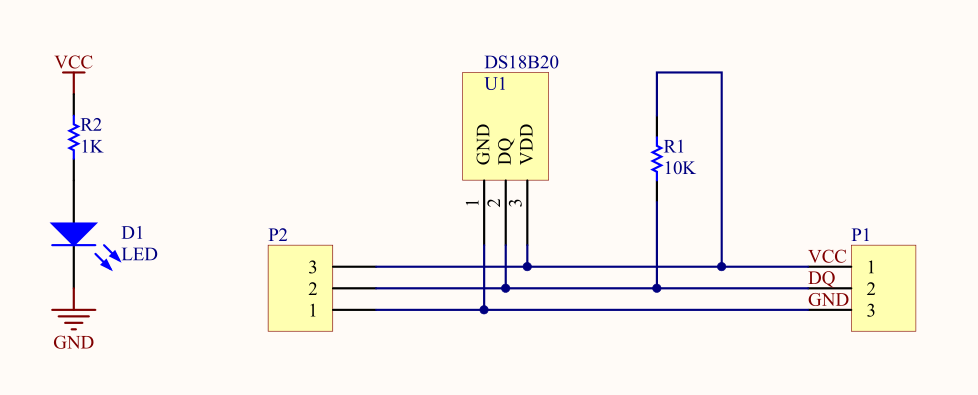 VCC
R2
1K
D1
LED
GND
DS18B20
U1
GND
DQ
VDD
1
2
3
R1
10K
P2
3
2
1
P1
VCC
1
DQ
2
GND
3